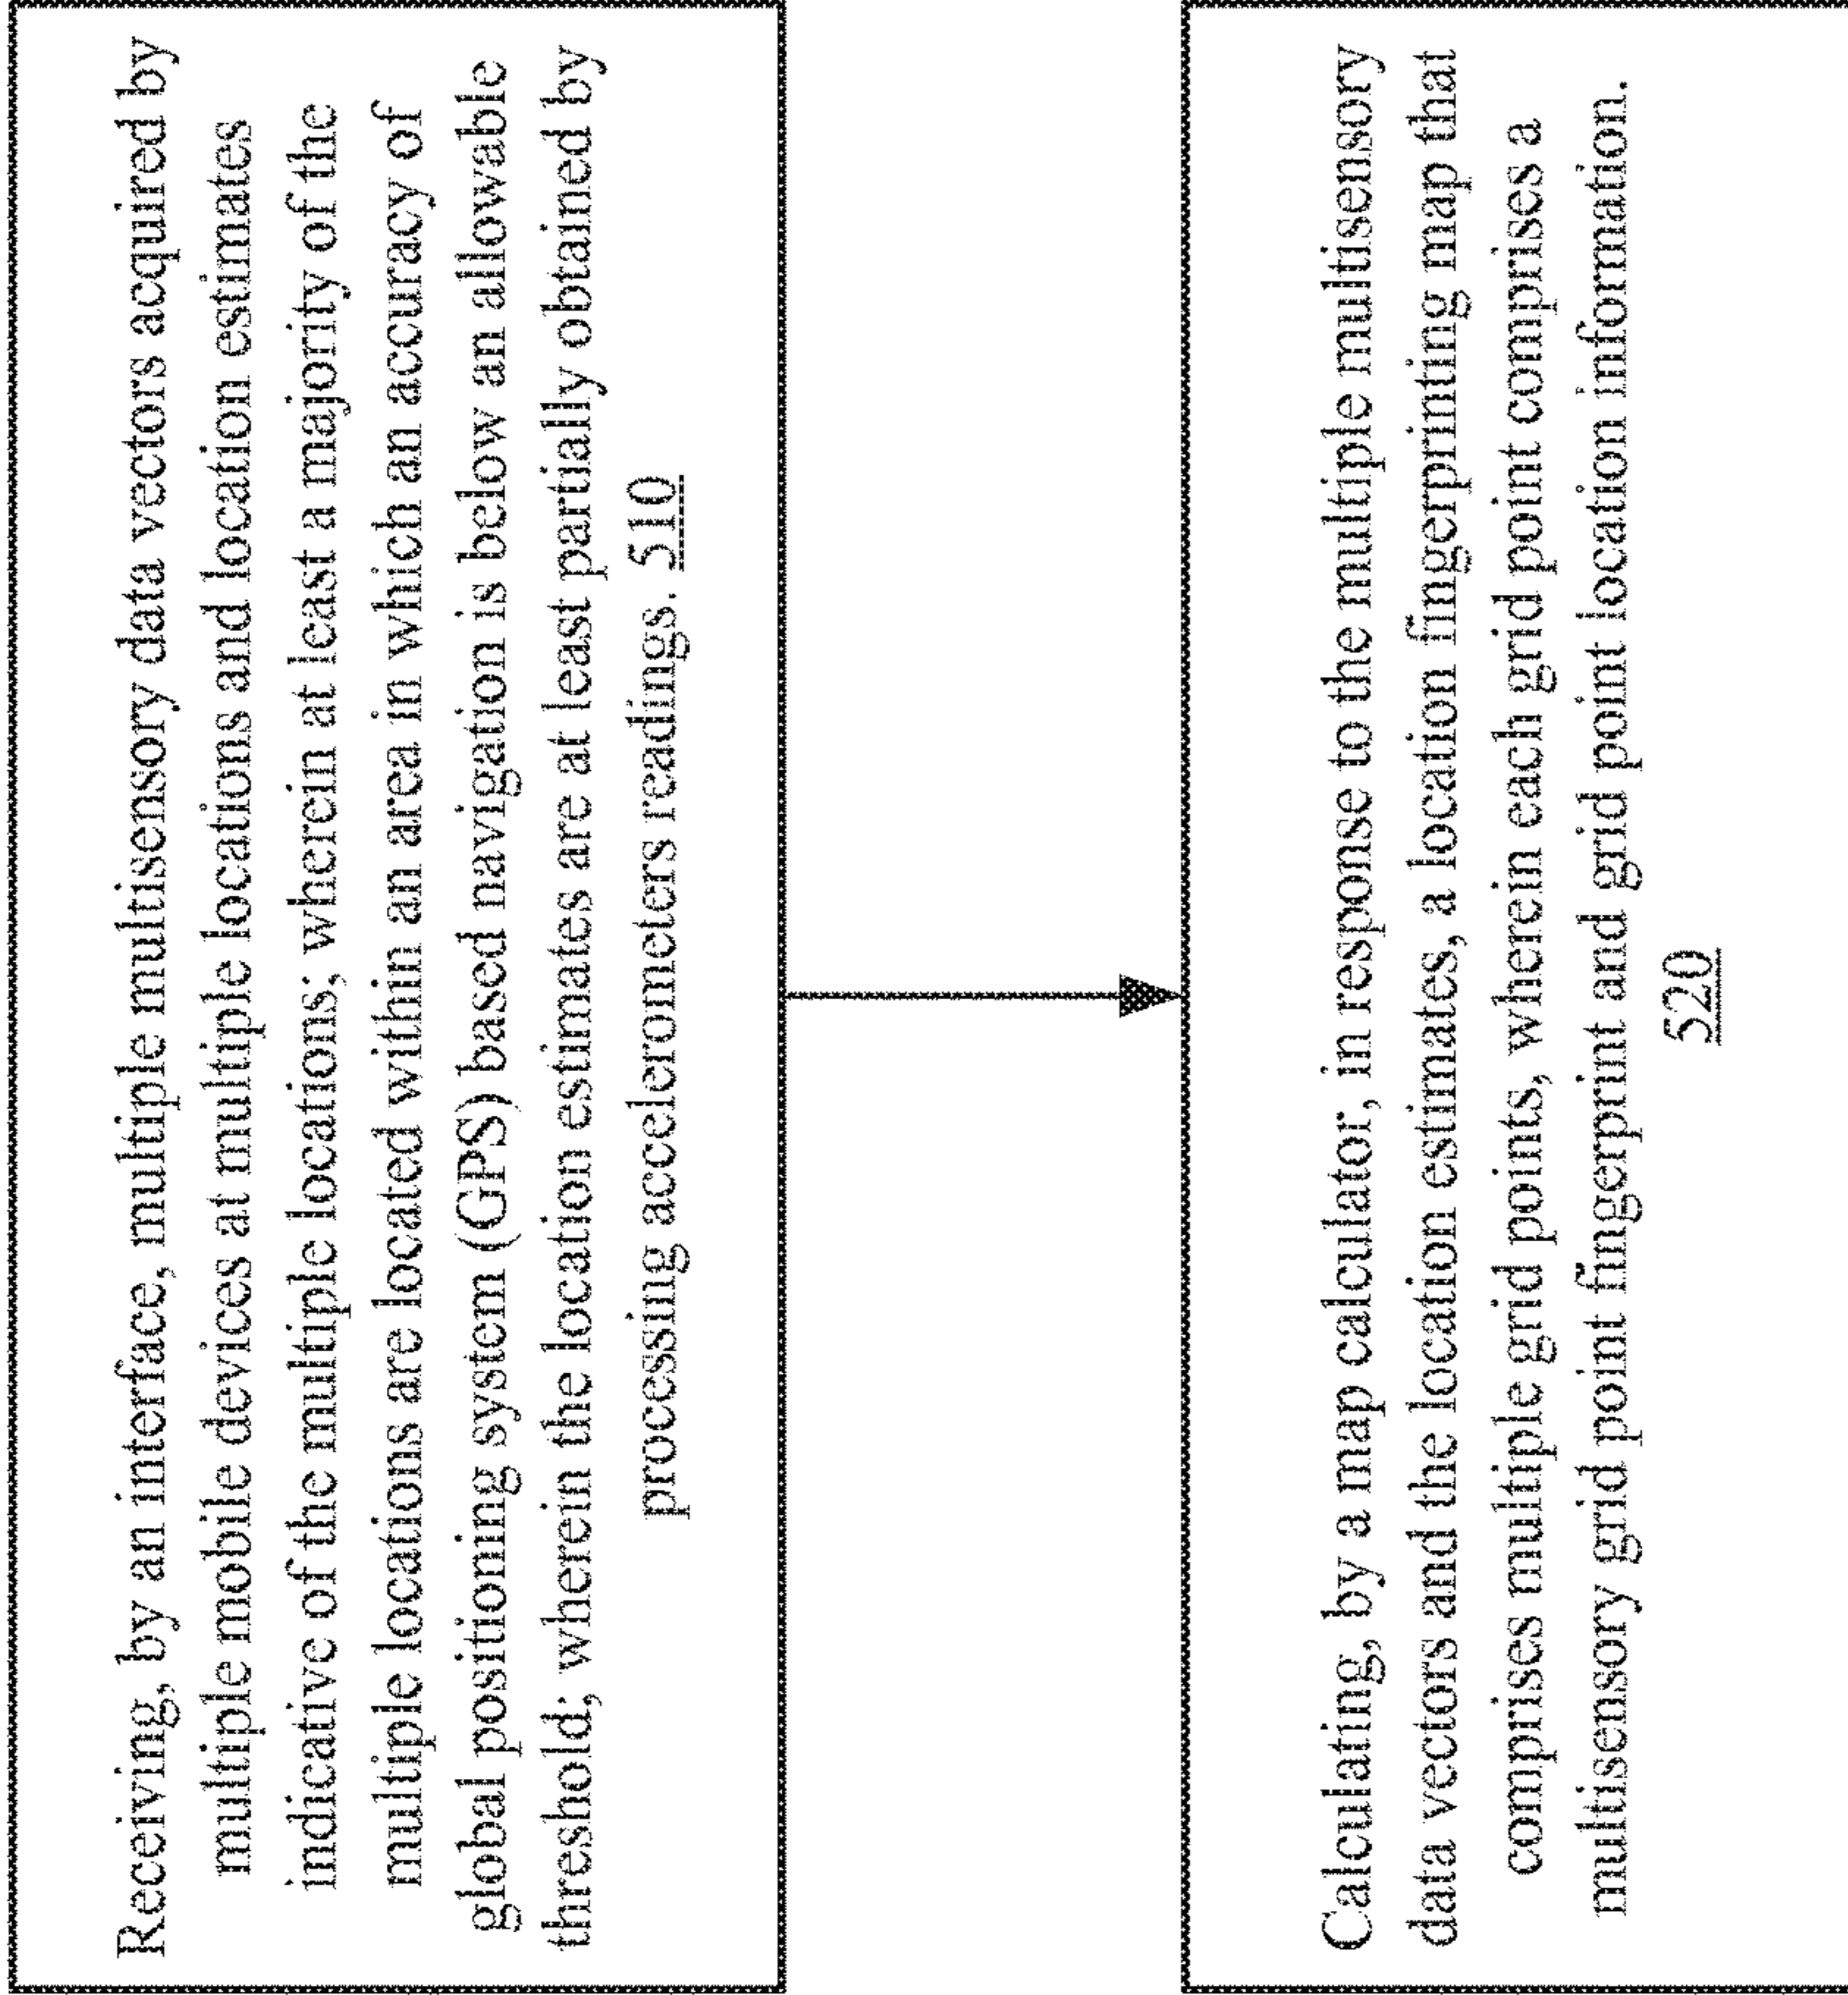 Receiving, by an interface, multiple multisensory data vectors acquired by
multiple mobile devices at multiple locations and location estimates
indicative of the multiple locations; wherein at least a majority of the
multiple locations are located within an area in which an accuracy of
global positioning system (GPS) based navigation is below an allowable
threshold; wherein the location estimates are at least partially obtained by
processing accelerometers readings. 510
Calculating, by a map calculator, in response to the multiple multisensory
data vectors and the location estimates, a location fingerprinting map that
comprises multiple grid points, wherein each grid point comprises a
multisensory grid point fingerprint and grid point location information.
520